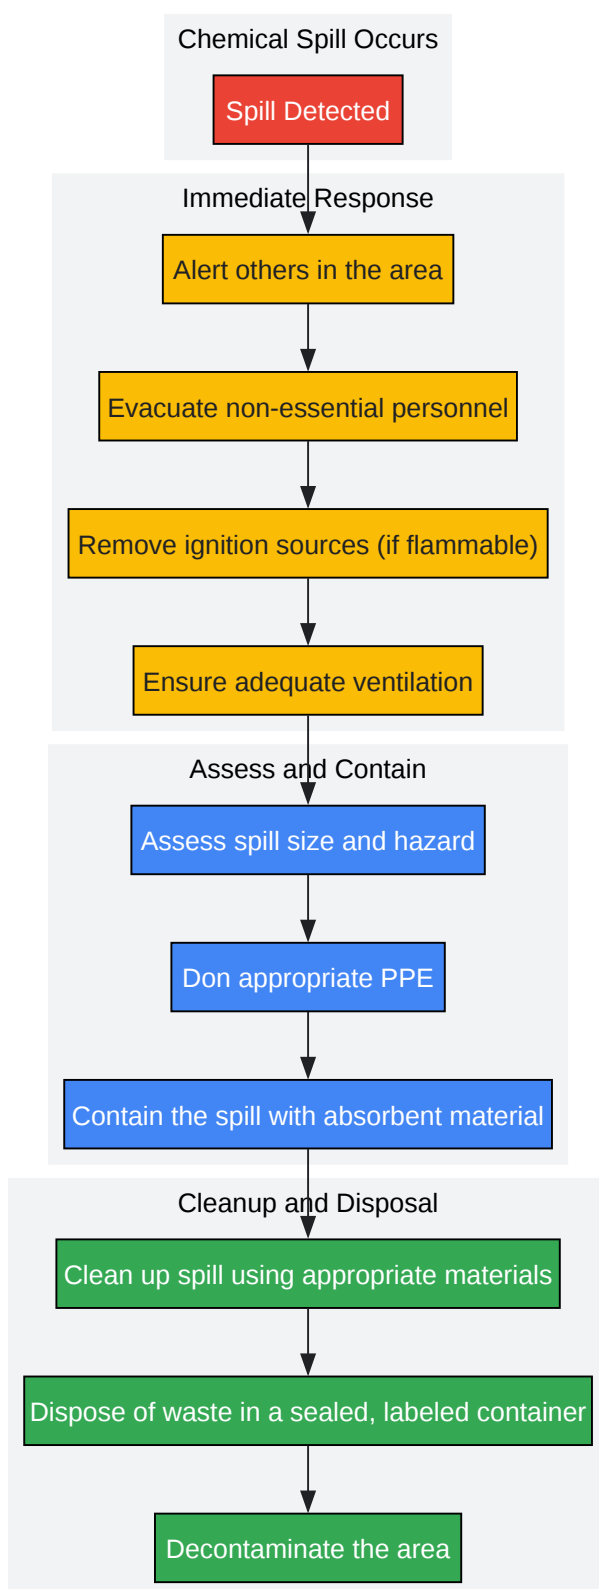 Chemical Spill Occurs
Spill Detected
Immediate Response
Alert others in the area
Evacuate non-essential personnel
Remove ignition sources (if flammable)
Ensure adequate ventilation
Assess and Contain
Assess spill size and hazard
Don appropriate PPE
Contain the spill with absorbent material
Cleanup and Disposal
Clean up spill using appropriate materials
Dispose of waste in a sealed, labeled container
Decontaminate the area